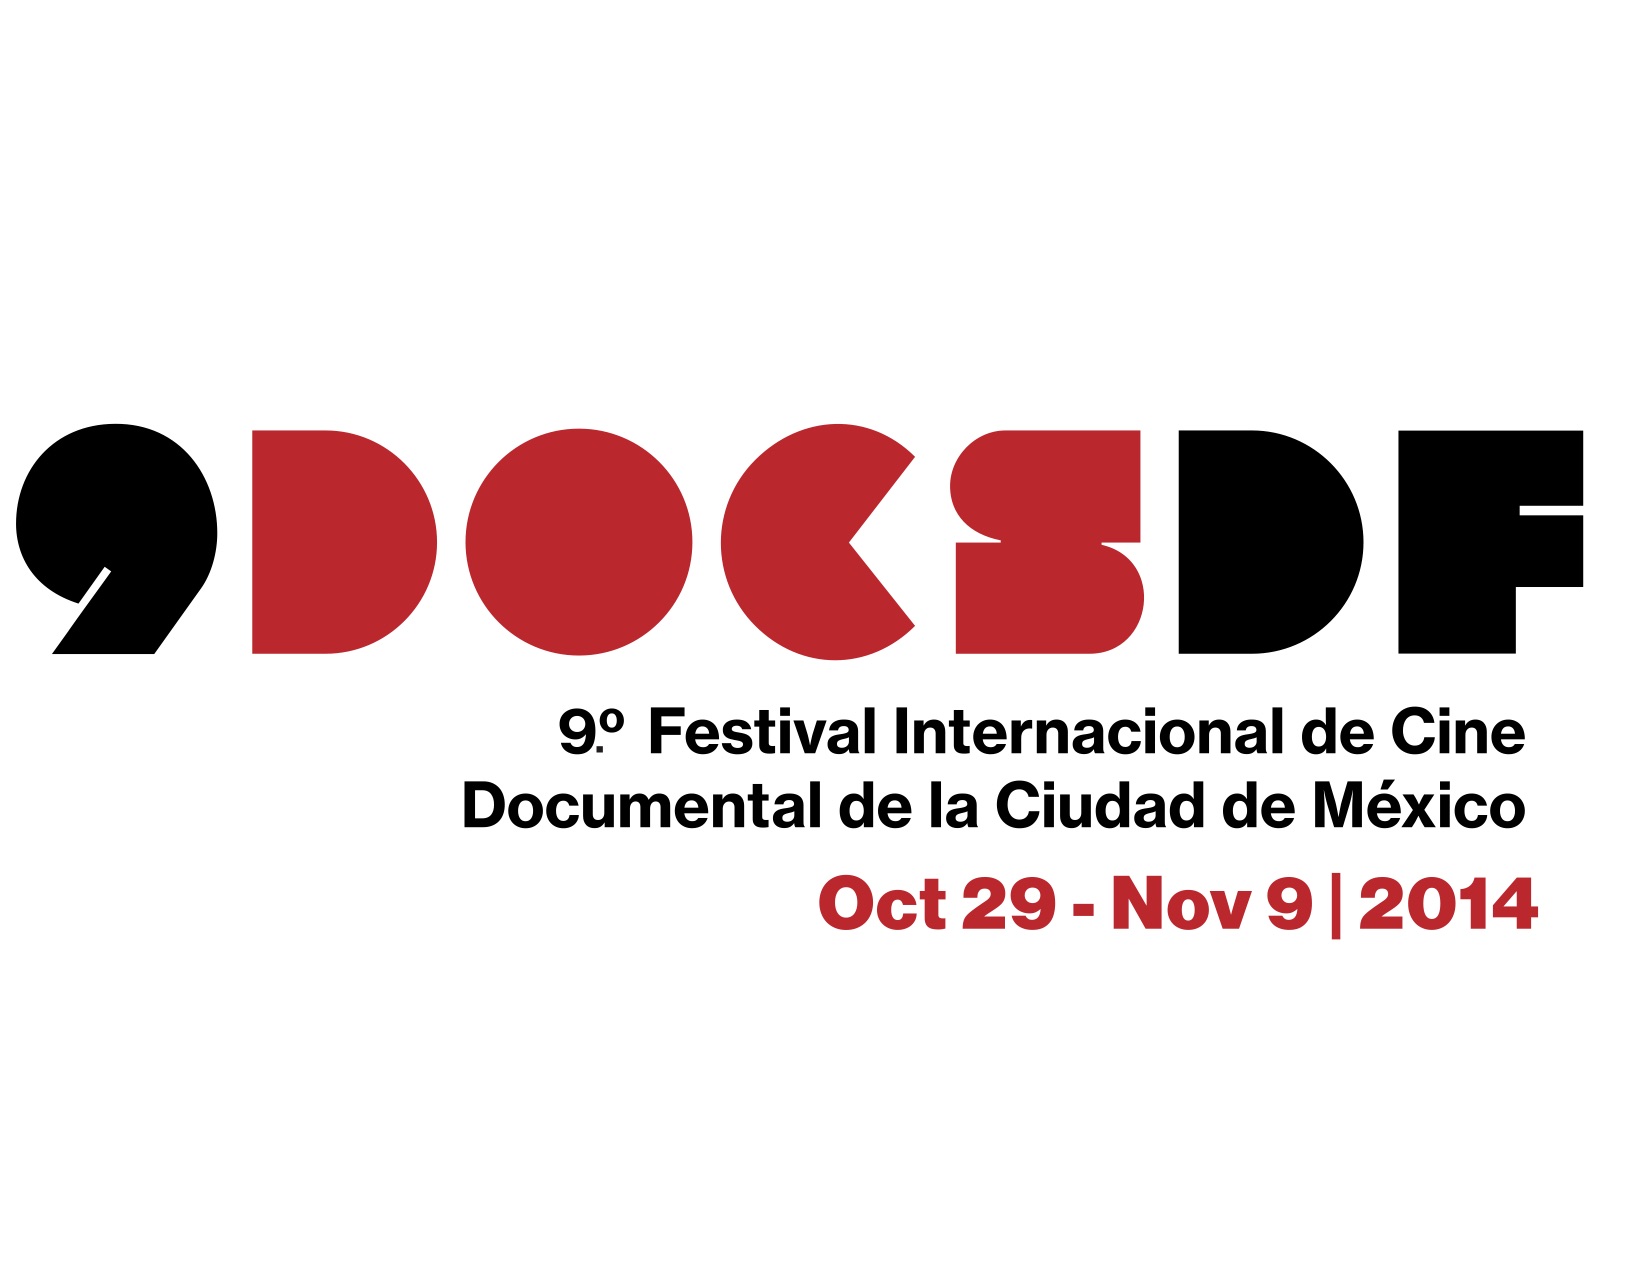 9DOCSDF
9.º Festival Internacional de Cine
Documental de la Ciudad de México
Oct 29 - Nov 9 | 2014